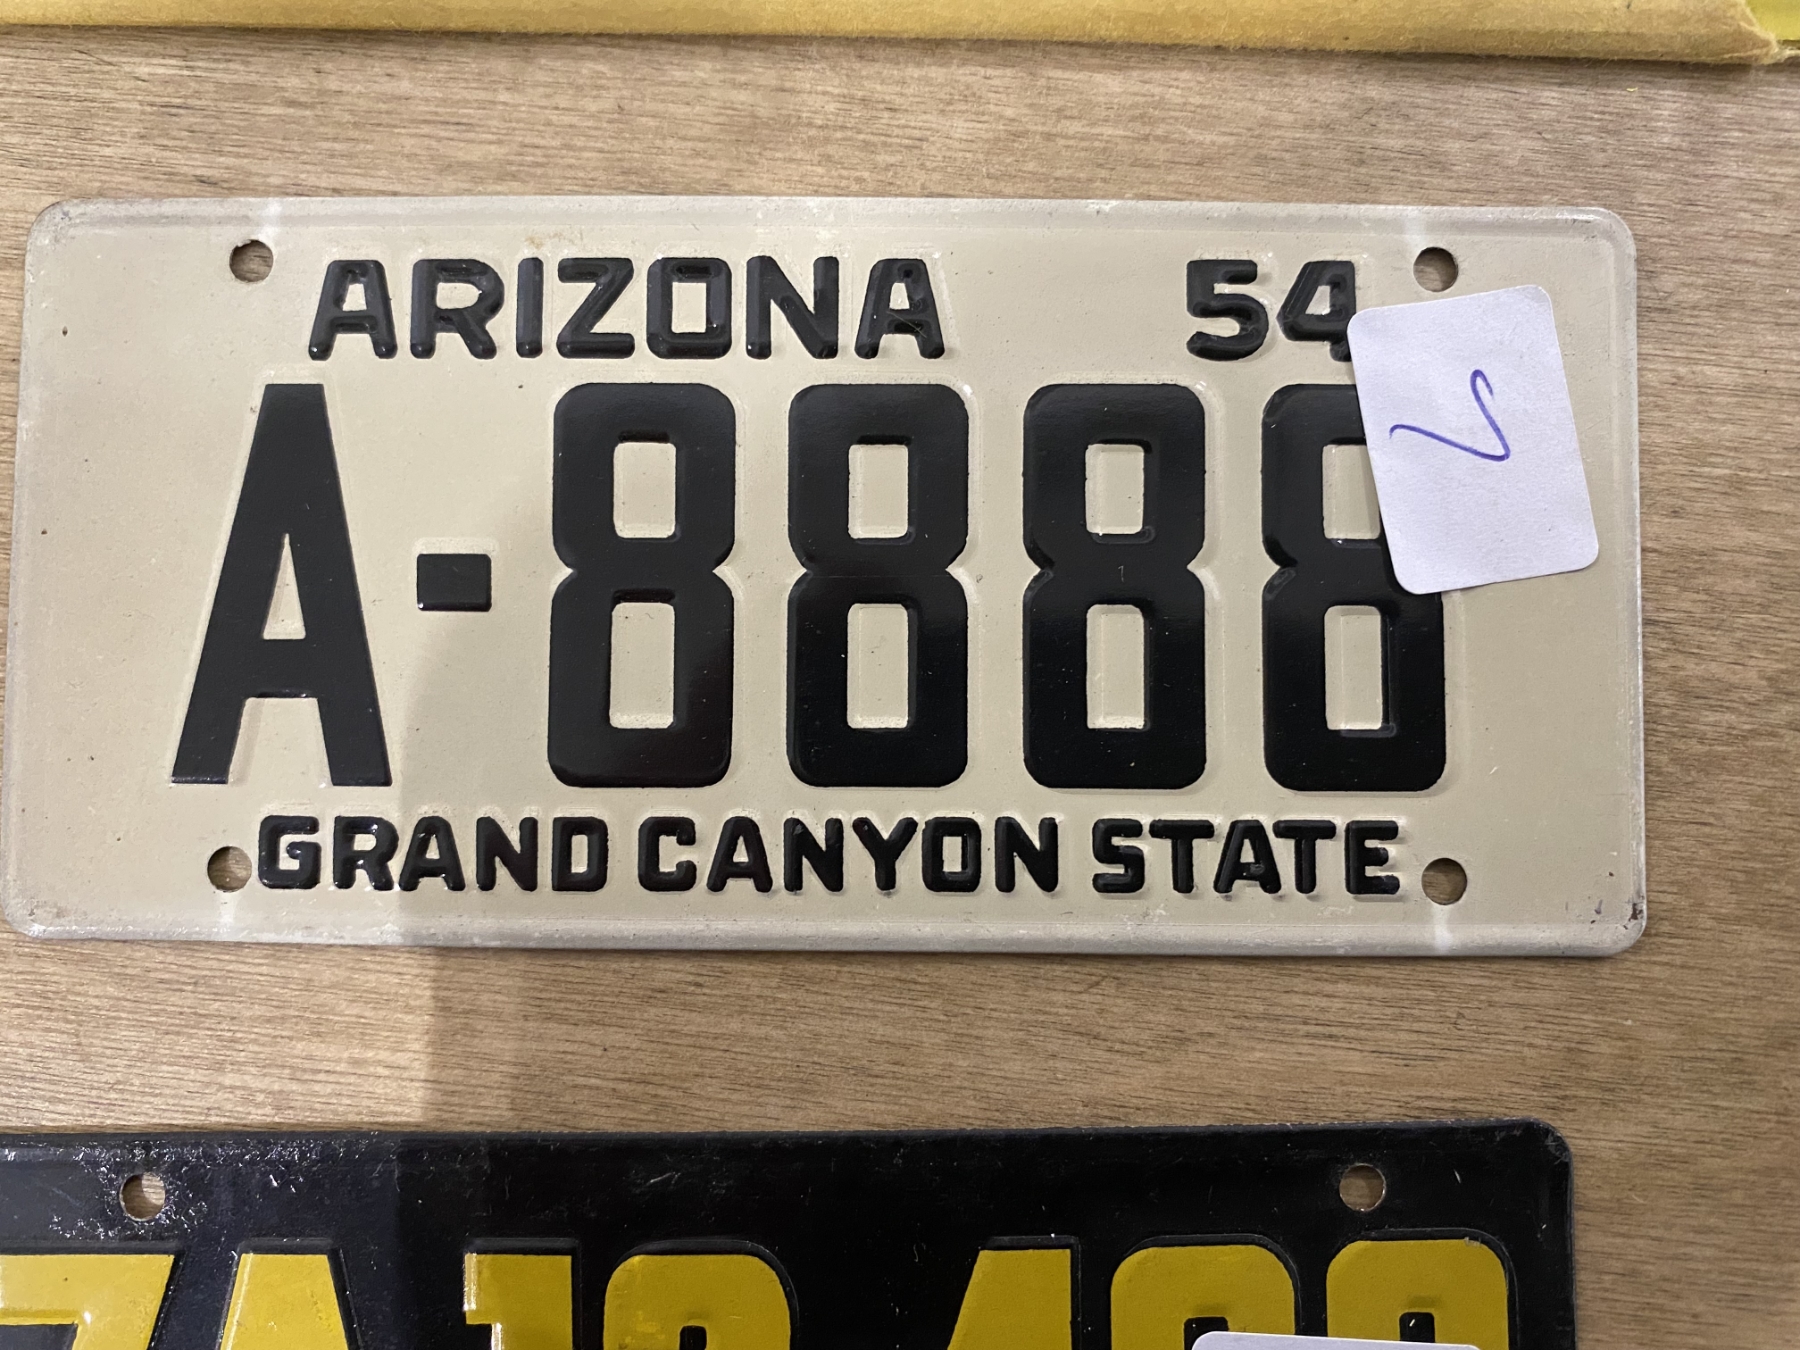 ARIZONA 54
A-8888
GRAND CANYON STATE